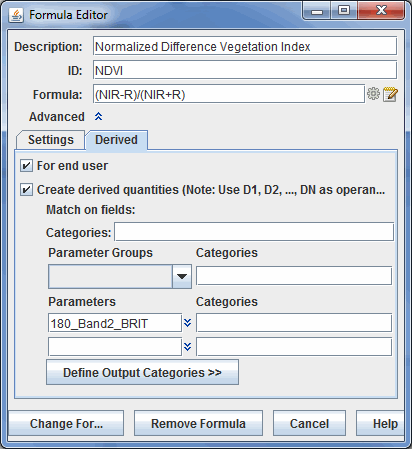 Formula Editor
Description: Normalized Difference Vegetation Index
ID: NDVI
Formula: (NIR-R)/(NIR+R)
Advanced
Settings Derived
For end user
Create derived quantities (Note: Use D1, D2, ..., DN as operan...
Match on fields:
Categories:
Parameter Groups Categories
Parameters Categories
180_Band2_BRIT
Define Output Categories >>
Change For... Remove Formula Cancel Help